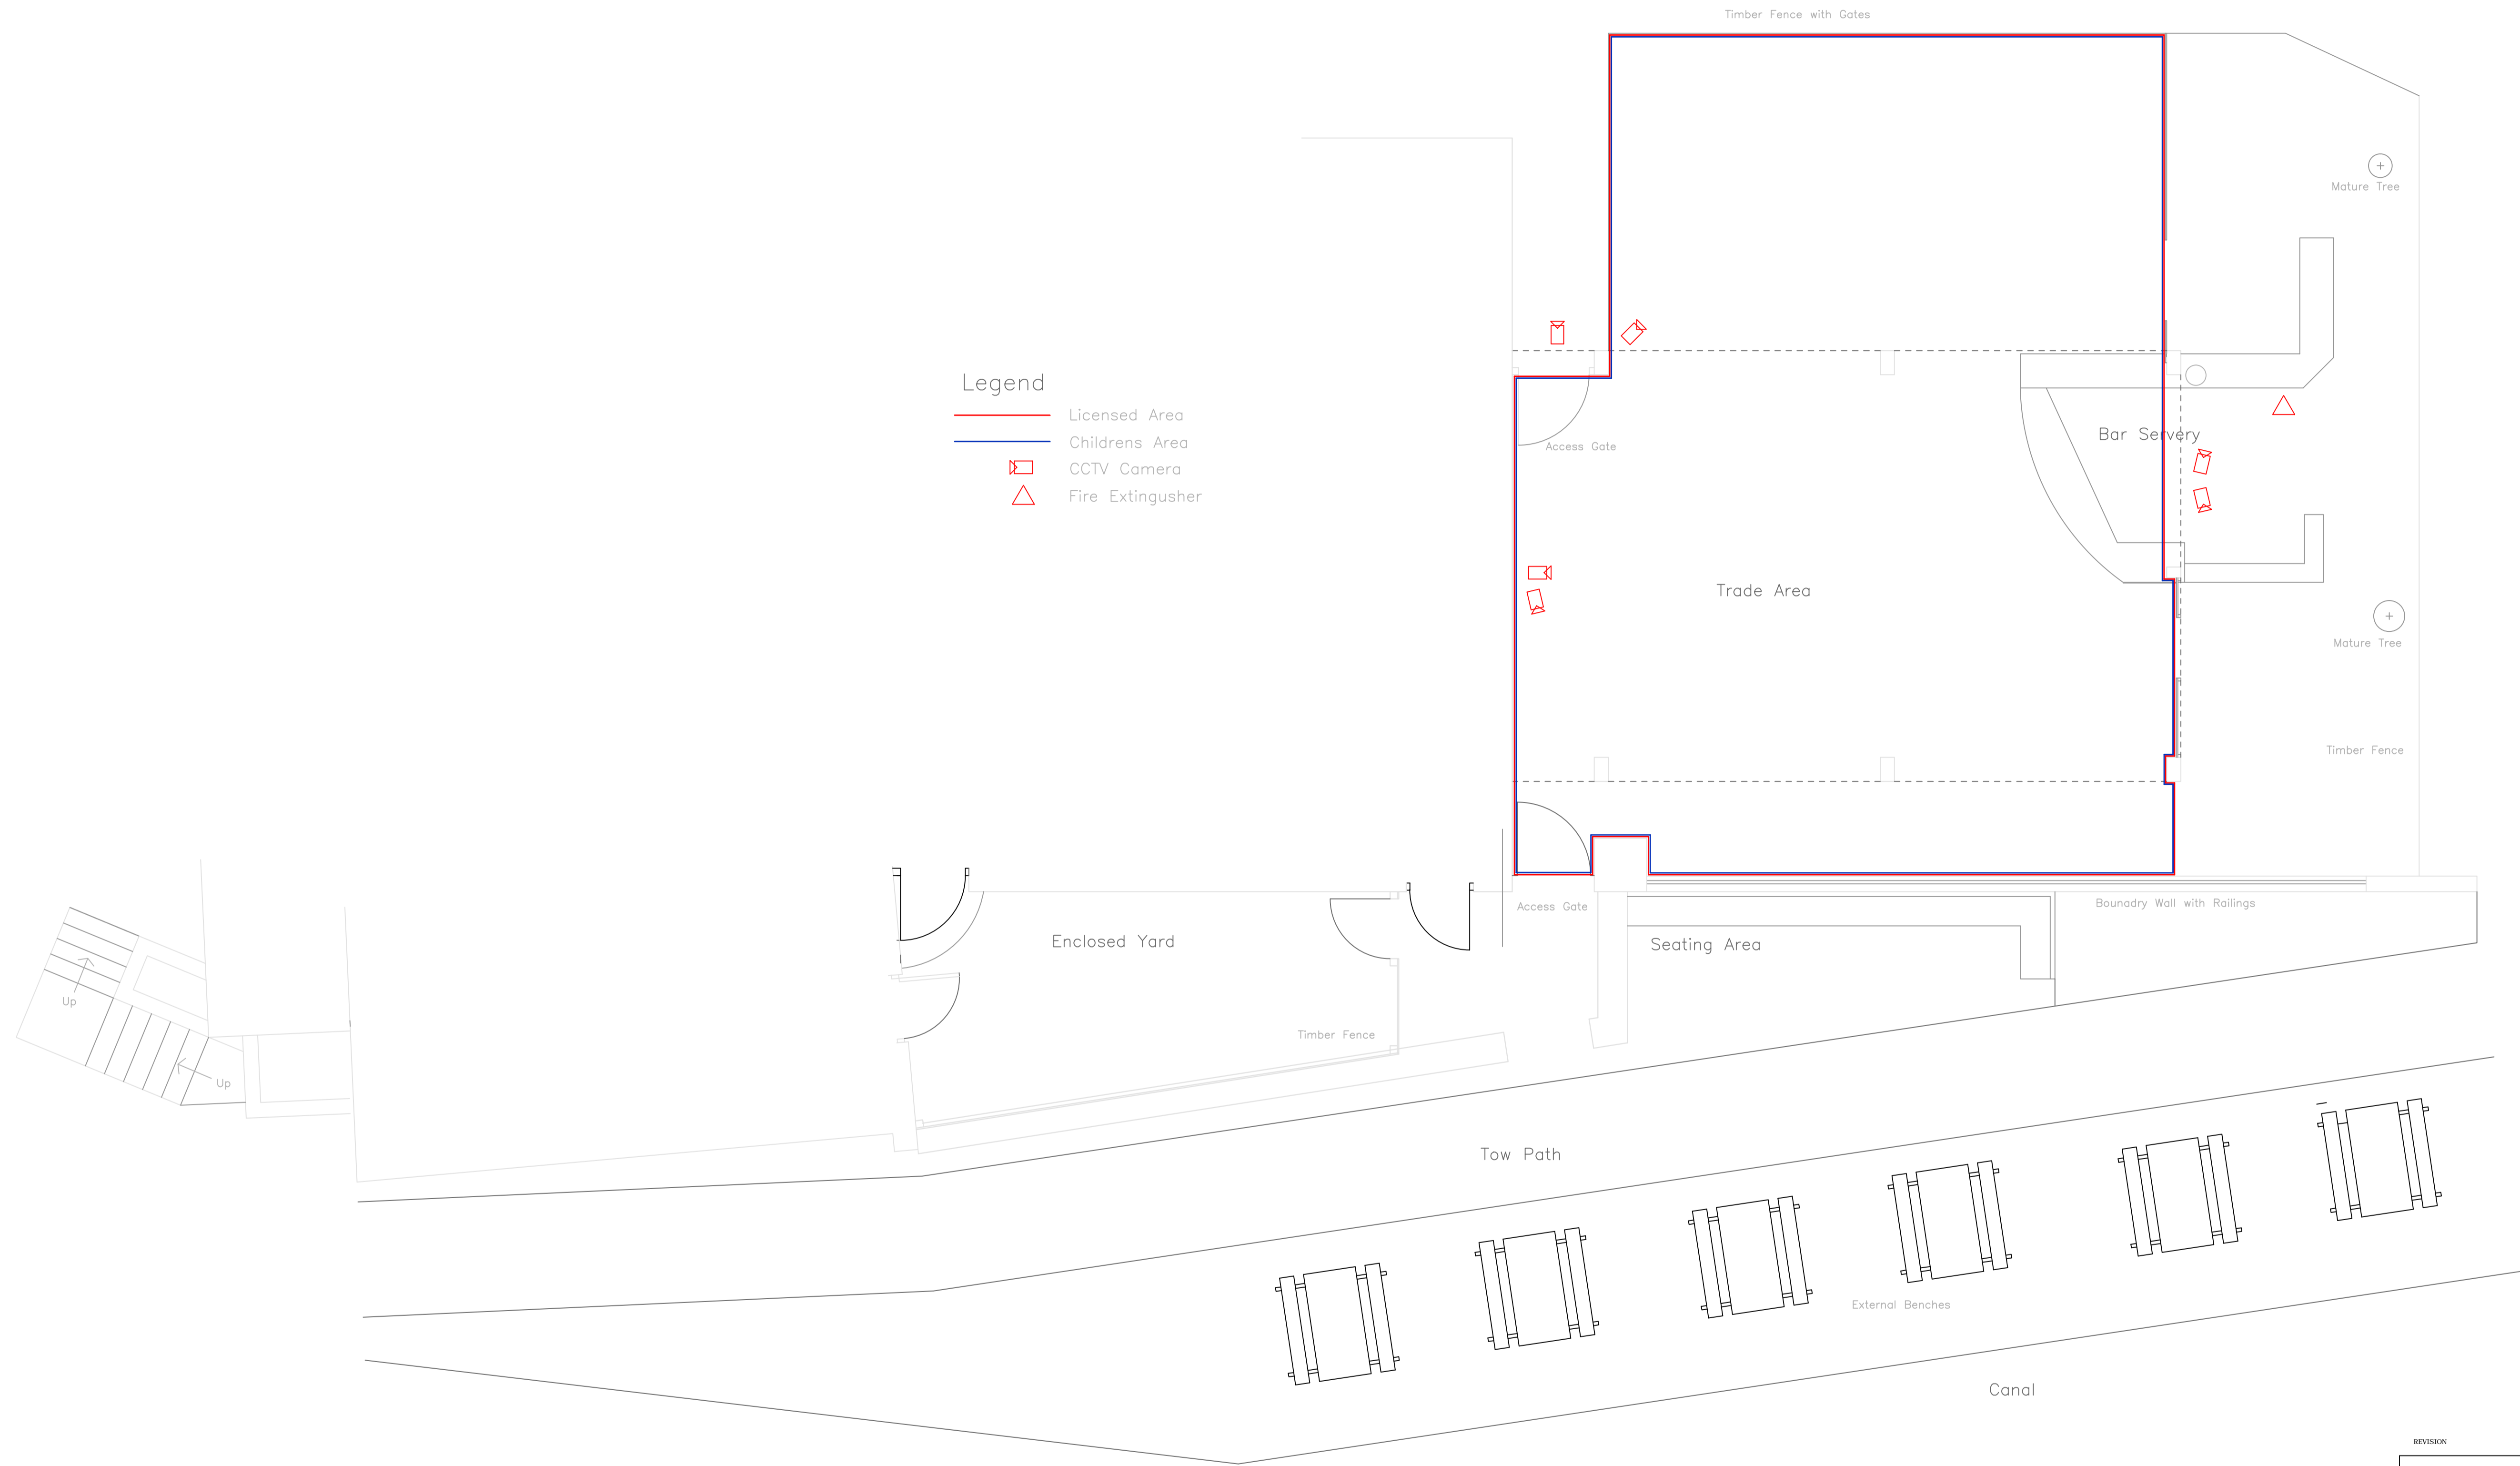 Timber Fence with Gates
Mature Tree
Legend
Licensed Area
Childrens Area
CCTV Camera
Fire Extingusher
Access Gate
Bar Servery
Trade Area
Mature Tree
Timber Fence
Access Gate
Bounadry Wall with Railings
Enclosed Yard
Seating Area
Up
Timber Fence
Up
Tow Path
External Benches
Canal
REVISION